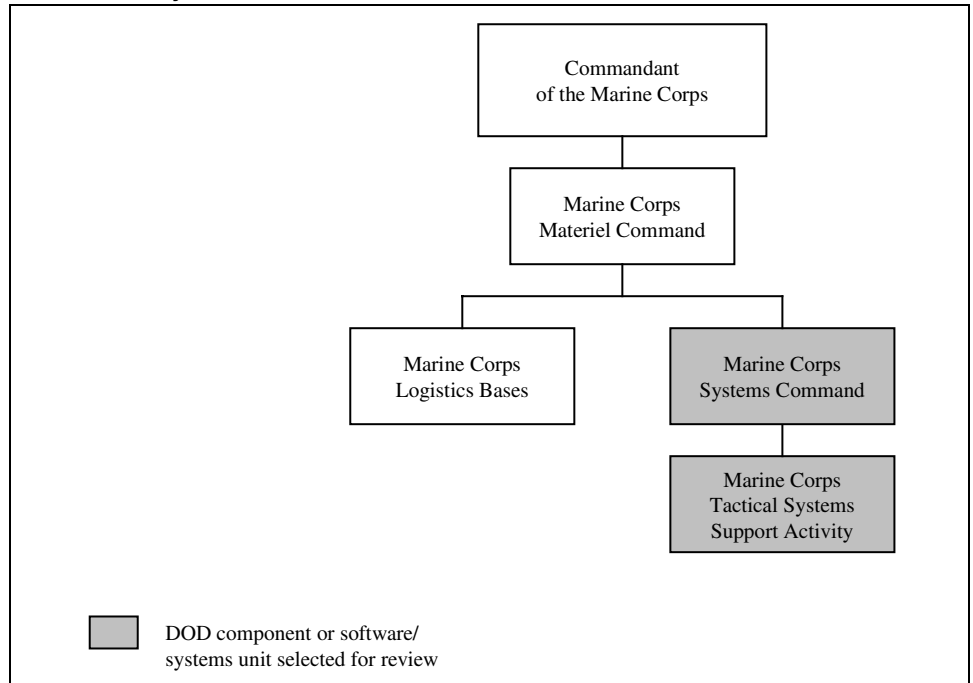 Commandant
of the Marine Corps
Marine Corps
Materiel Command
Marine Corps
Logistics Bases
Marine Corps
Systems Command
Marine Corps
Tactical Systems
Support Activity
DOD component or software/
systems unit selected for review